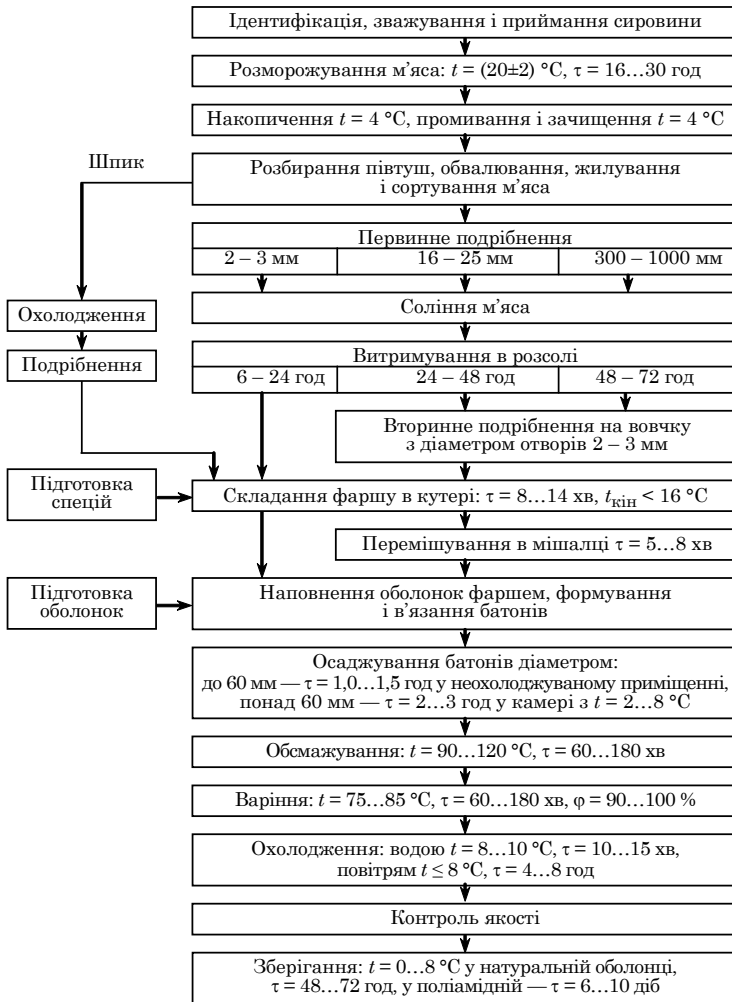 Ідентифікація, зважування і приймання сировини
Розморожування м’яса: t = (20±2) °С, τ = 16…30 год
Накопичення t = 4 °С, промивання і зачищення t = 4 °С
Шпик
Розбирання півтуш, обвалювання, жилування
і сортування м’яса
Первинне подрібнення
2 – 3 мм
16 – 25 мм
300 – 1000 мм
Охолодження
Соління м’яса
Подрібнення
Витримування в розсолі
6 – 24 год
24 – 48 год
48 – 72 год
Вторинне подрібнення на вовчку
з діаметром отворів 2 – 3 мм
Підготовка
спецій
Складання фаршу в кутері: τ = 8…14 хв, tкін < 16 °С
Перемішування в мішалці τ = 5…8 хв
Підготовка
оболонок
Наповнення оболонок фаршем, формування
і в’язання батонів
Осаджування батонів діаметром:
до 60 мм — τ = 1,0…1,5 год у неохолоджуваному приміщенні,
понад 60 мм — τ = 2…3 год у камері з t = 2…8 °С
Обсмажування: t = 90…120 °С, τ = 60…180 хв
Варіння: t = 75…85 °С, τ = 60…180 хв, φ = 90…100 %
Охолодження: водою t = 8…10 °С, τ = 10…15 хв,
повітрям t ≤ 8 °С, τ = 4…8 год
Контроль якості
Зберігання: t = 0…8 °С у натуральній оболонці,
τ = 48…72 год, у поліамідній — τ = 6…10 діб